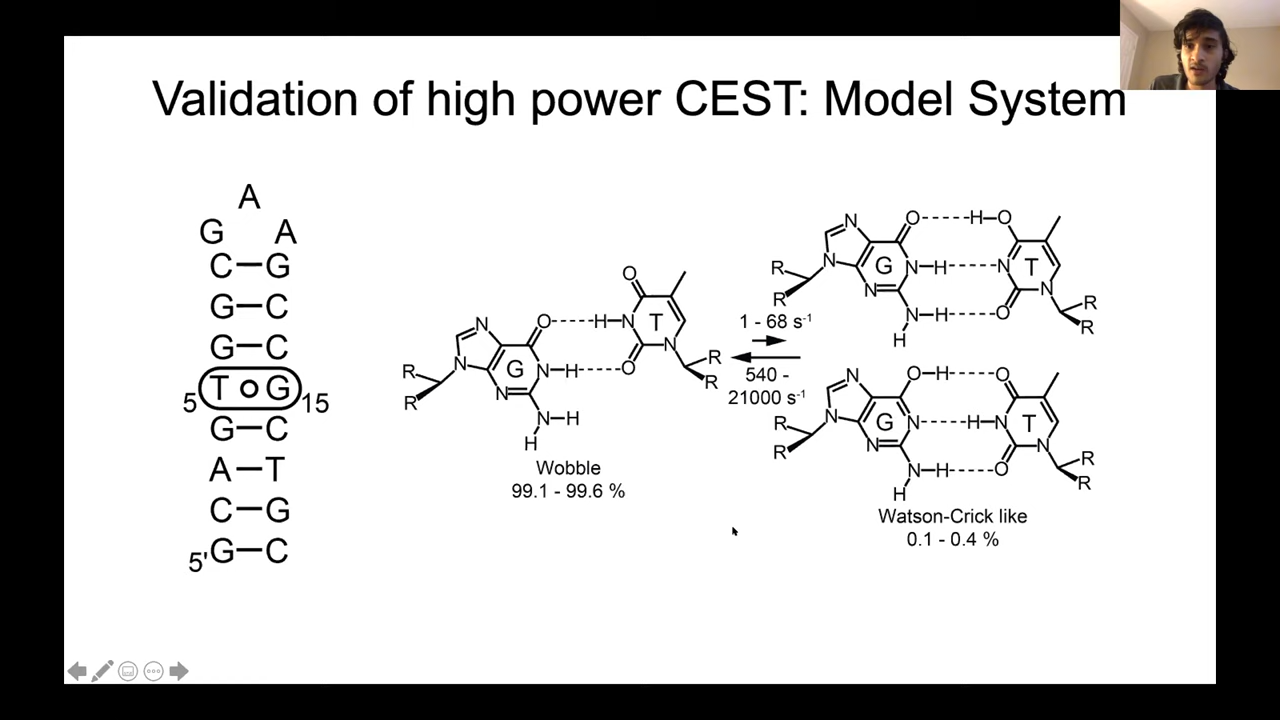 Validation of high power CEST: Model System
A
G A
C–G
G–C
G–C
5 T G 15
G–C
A–T
C–G
5'G–C
O
N
O H N T
N G N H O N R
R N R
R N H
H
Wobble
99.1 - 99.6 %
1 - 68 s⁻¹
540 -
21000 s⁻¹
N O H O
G N H N T
R N N O N R
R N H R
H
N O H O
G N H N T
R N N O N R
R N H R
H
Watson-Crick like
0.1 - 0.4 %